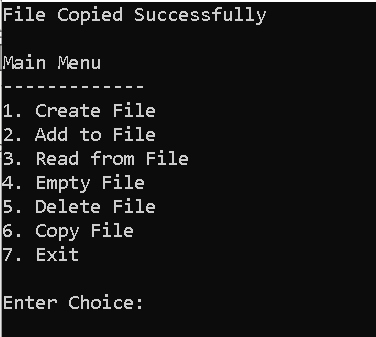 File Copied Successfully
Main Menu
-------------
1. Create File
2. Add to File
3. Read from File
4. Empty File
5. Delete File
6. Copy File
7. Exit
Enter Choice: